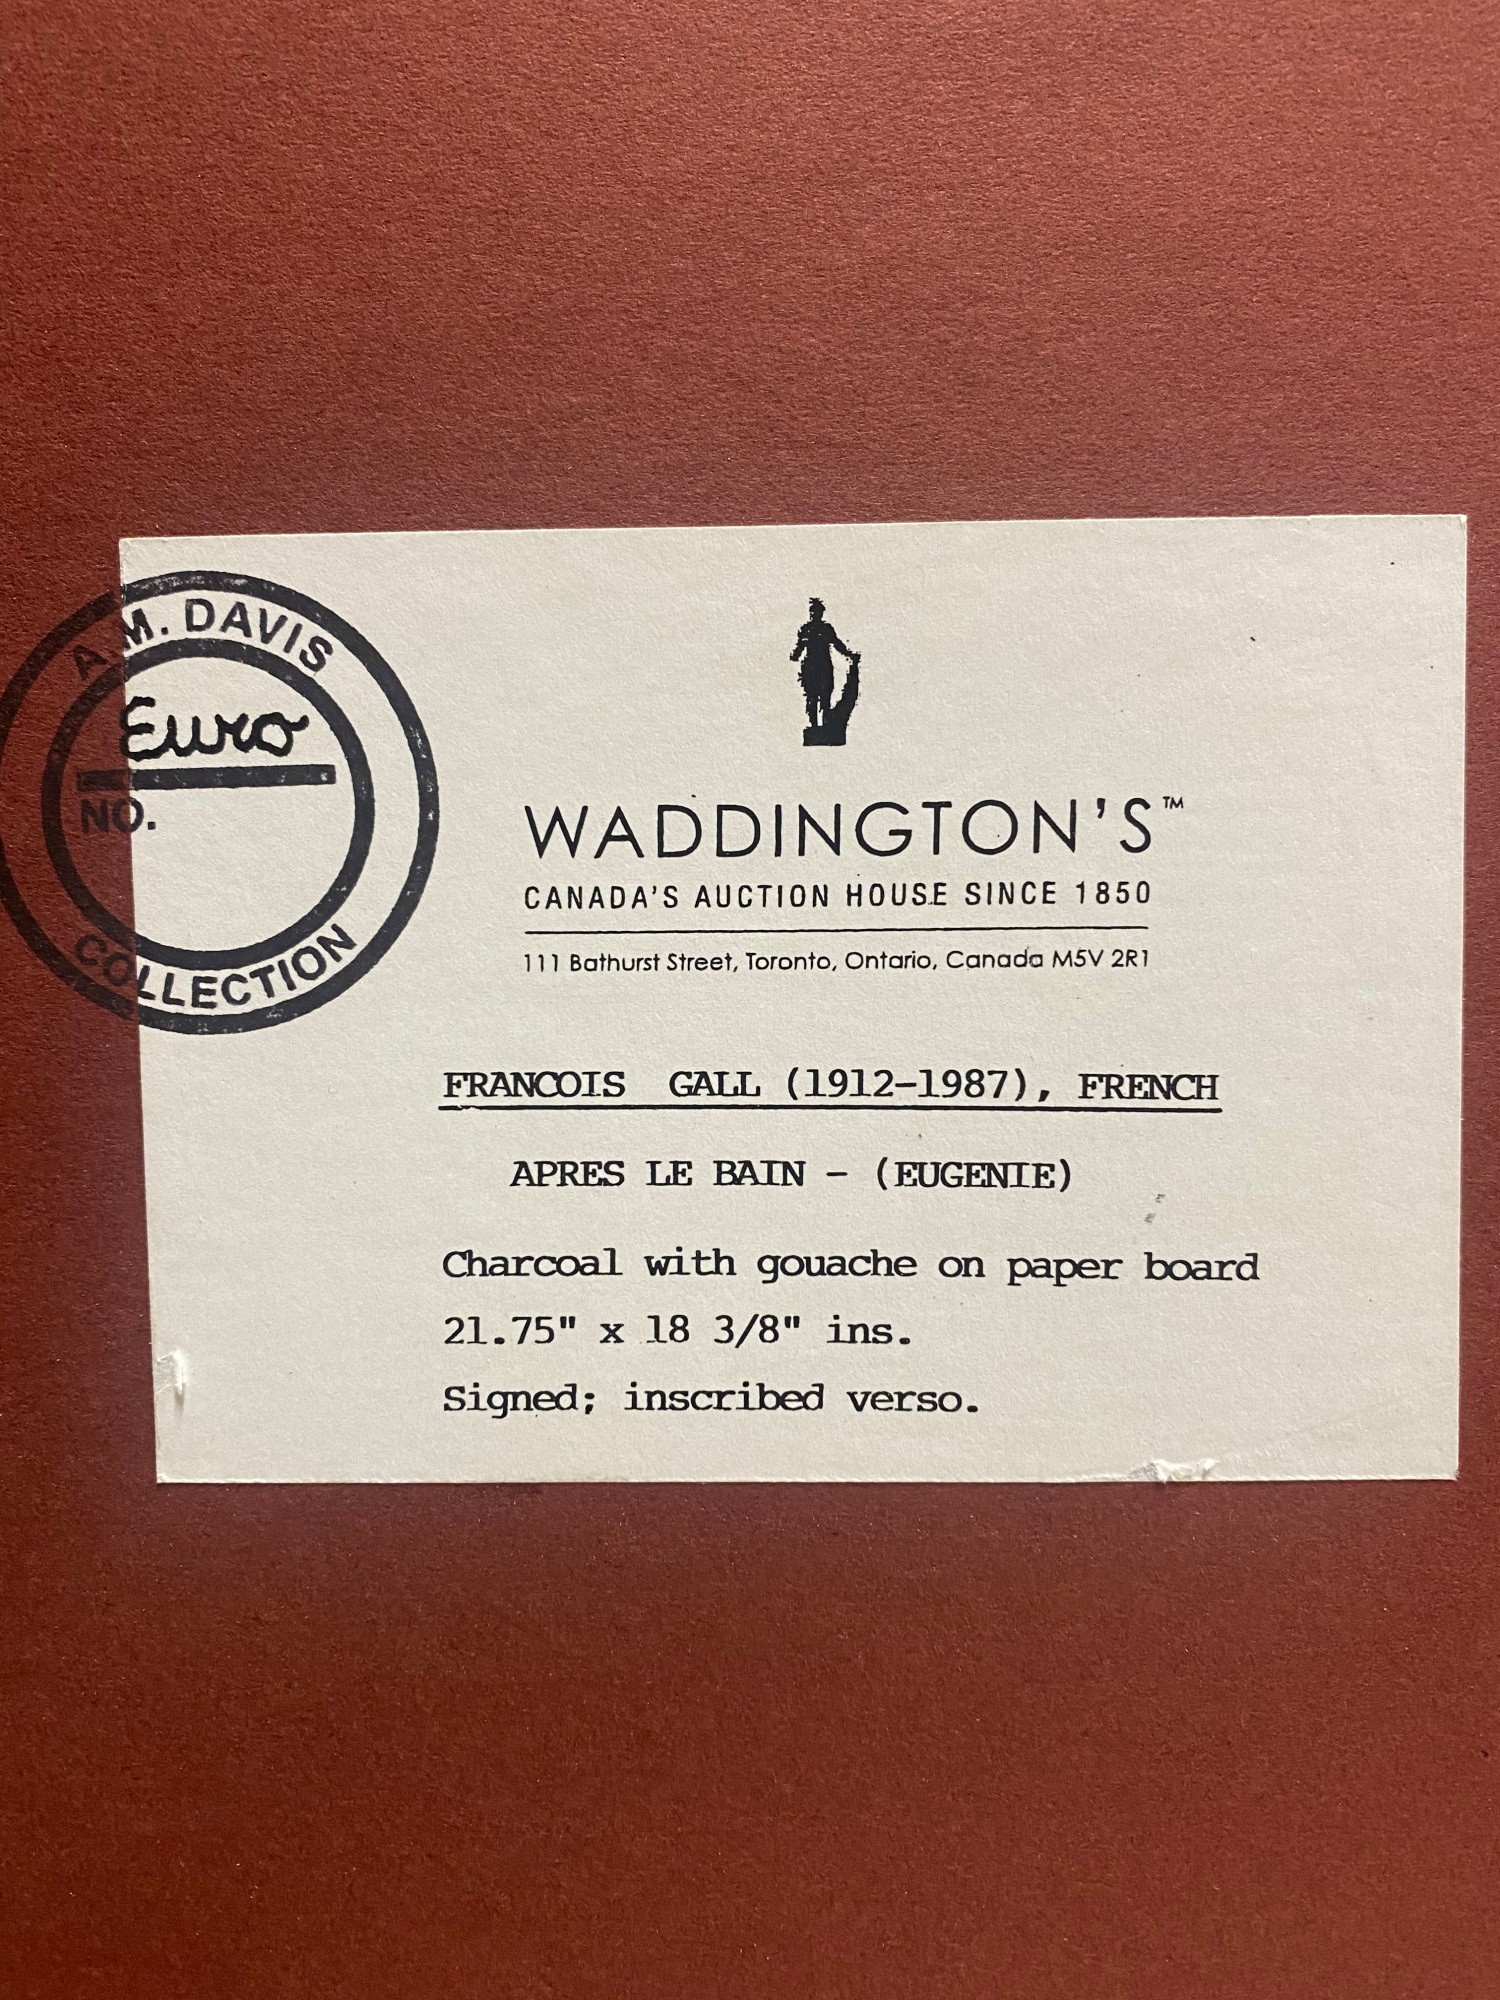 A.M. DAVIS
Euro
NO.
COLLECTION
WADDINGTON'S™
CANADA'S AUCTION HOUSE SINCE 1850
111 Bathurst Street, Toronto, Ontario, Canada M5V 2R1
FRANCOIS GALL (1912-1987), FRENCH
APRES LE BAIN - (EUGENIE)
Charcoal with gouache on paper board
21.75" x 18 3/8" ins.
Signed; inscribed verso.